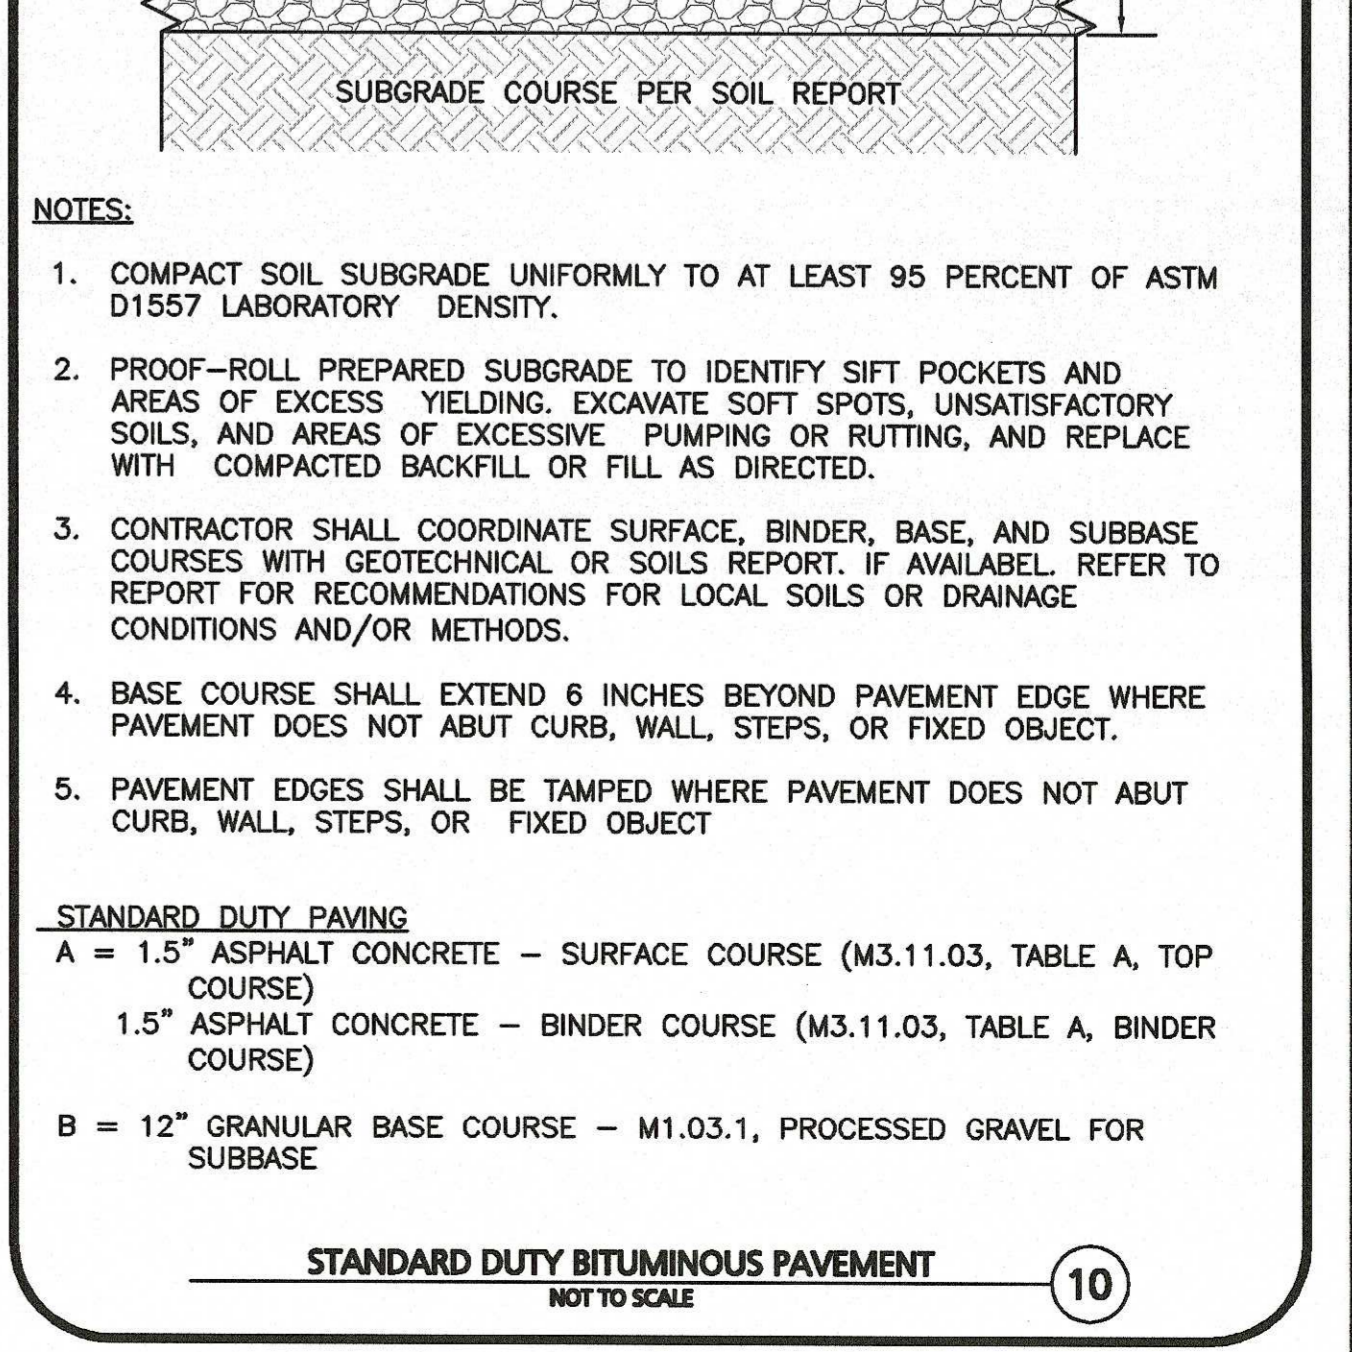 SUBGRADE COURSE PER SOIL REPORT
NOTES:
1. COMPACT SOIL SUBGRADE UNIFORMLY TO AT LEAST 95 PERCENT OF ASTM
D1557 LABORATORY DENSITY.
2. PROOF-ROLL PREPARED SUBGRADE TO IDENTIFY SIFT POCKETS AND
AREAS OF EXCESS YIELDING. EXCAVATE SOFT SPOTS, UNSATISFACTORY
SOILS, AND AREAS OF EXCESSIVE PUMPING OR RUTTING, AND REPLACE
WITH COMPACTED BACKFILL OR FILL AS DIRECTED.
3. CONTRACTOR SHALL COORDINATE SURFACE, BINDER, BASE, AND SUBBASE
COURSES WITH GEOTECHNICAL OR SOILS REPORT. IF AVAILABEL. REFER TO
REPORT FOR RECOMMENDATIONS FOR LOCAL SOILS OR DRAINAGE
CONDITIONS AND/OR METHODS.
4. BASE COURSE SHALL EXTEND 6 INCHES BEYOND PAVEMENT EDGE WHERE
PAVEMENT DOES NOT ABUT CURB, WALL, STEPS, OR FIXED OBJECT.
5. PAVEMENT EDGES SHALL BE TAMPED WHERE PAVEMENT DOES NOT ABUT
CURB, WALL, STEPS, OR FIXED OBJECT
STANDARD DUTY PAVING
A = 1.5" ASPHALT CONCRETE - SURFACE COURSE (M3.11.03, TABLE A, TOP
COURSE)
1.5" ASPHALT CONCRETE - BINDER COURSE (M3.11.03, TABLE A, BINDER
COURSE)
B = 12" GRANULAR BASE COURSE - M1.03.1, PROCESSED GRAVEL FOR
SUBBASE
STANDARD DUTY BITUMINOUS PAVEMENT
NOT TO SCALE
10